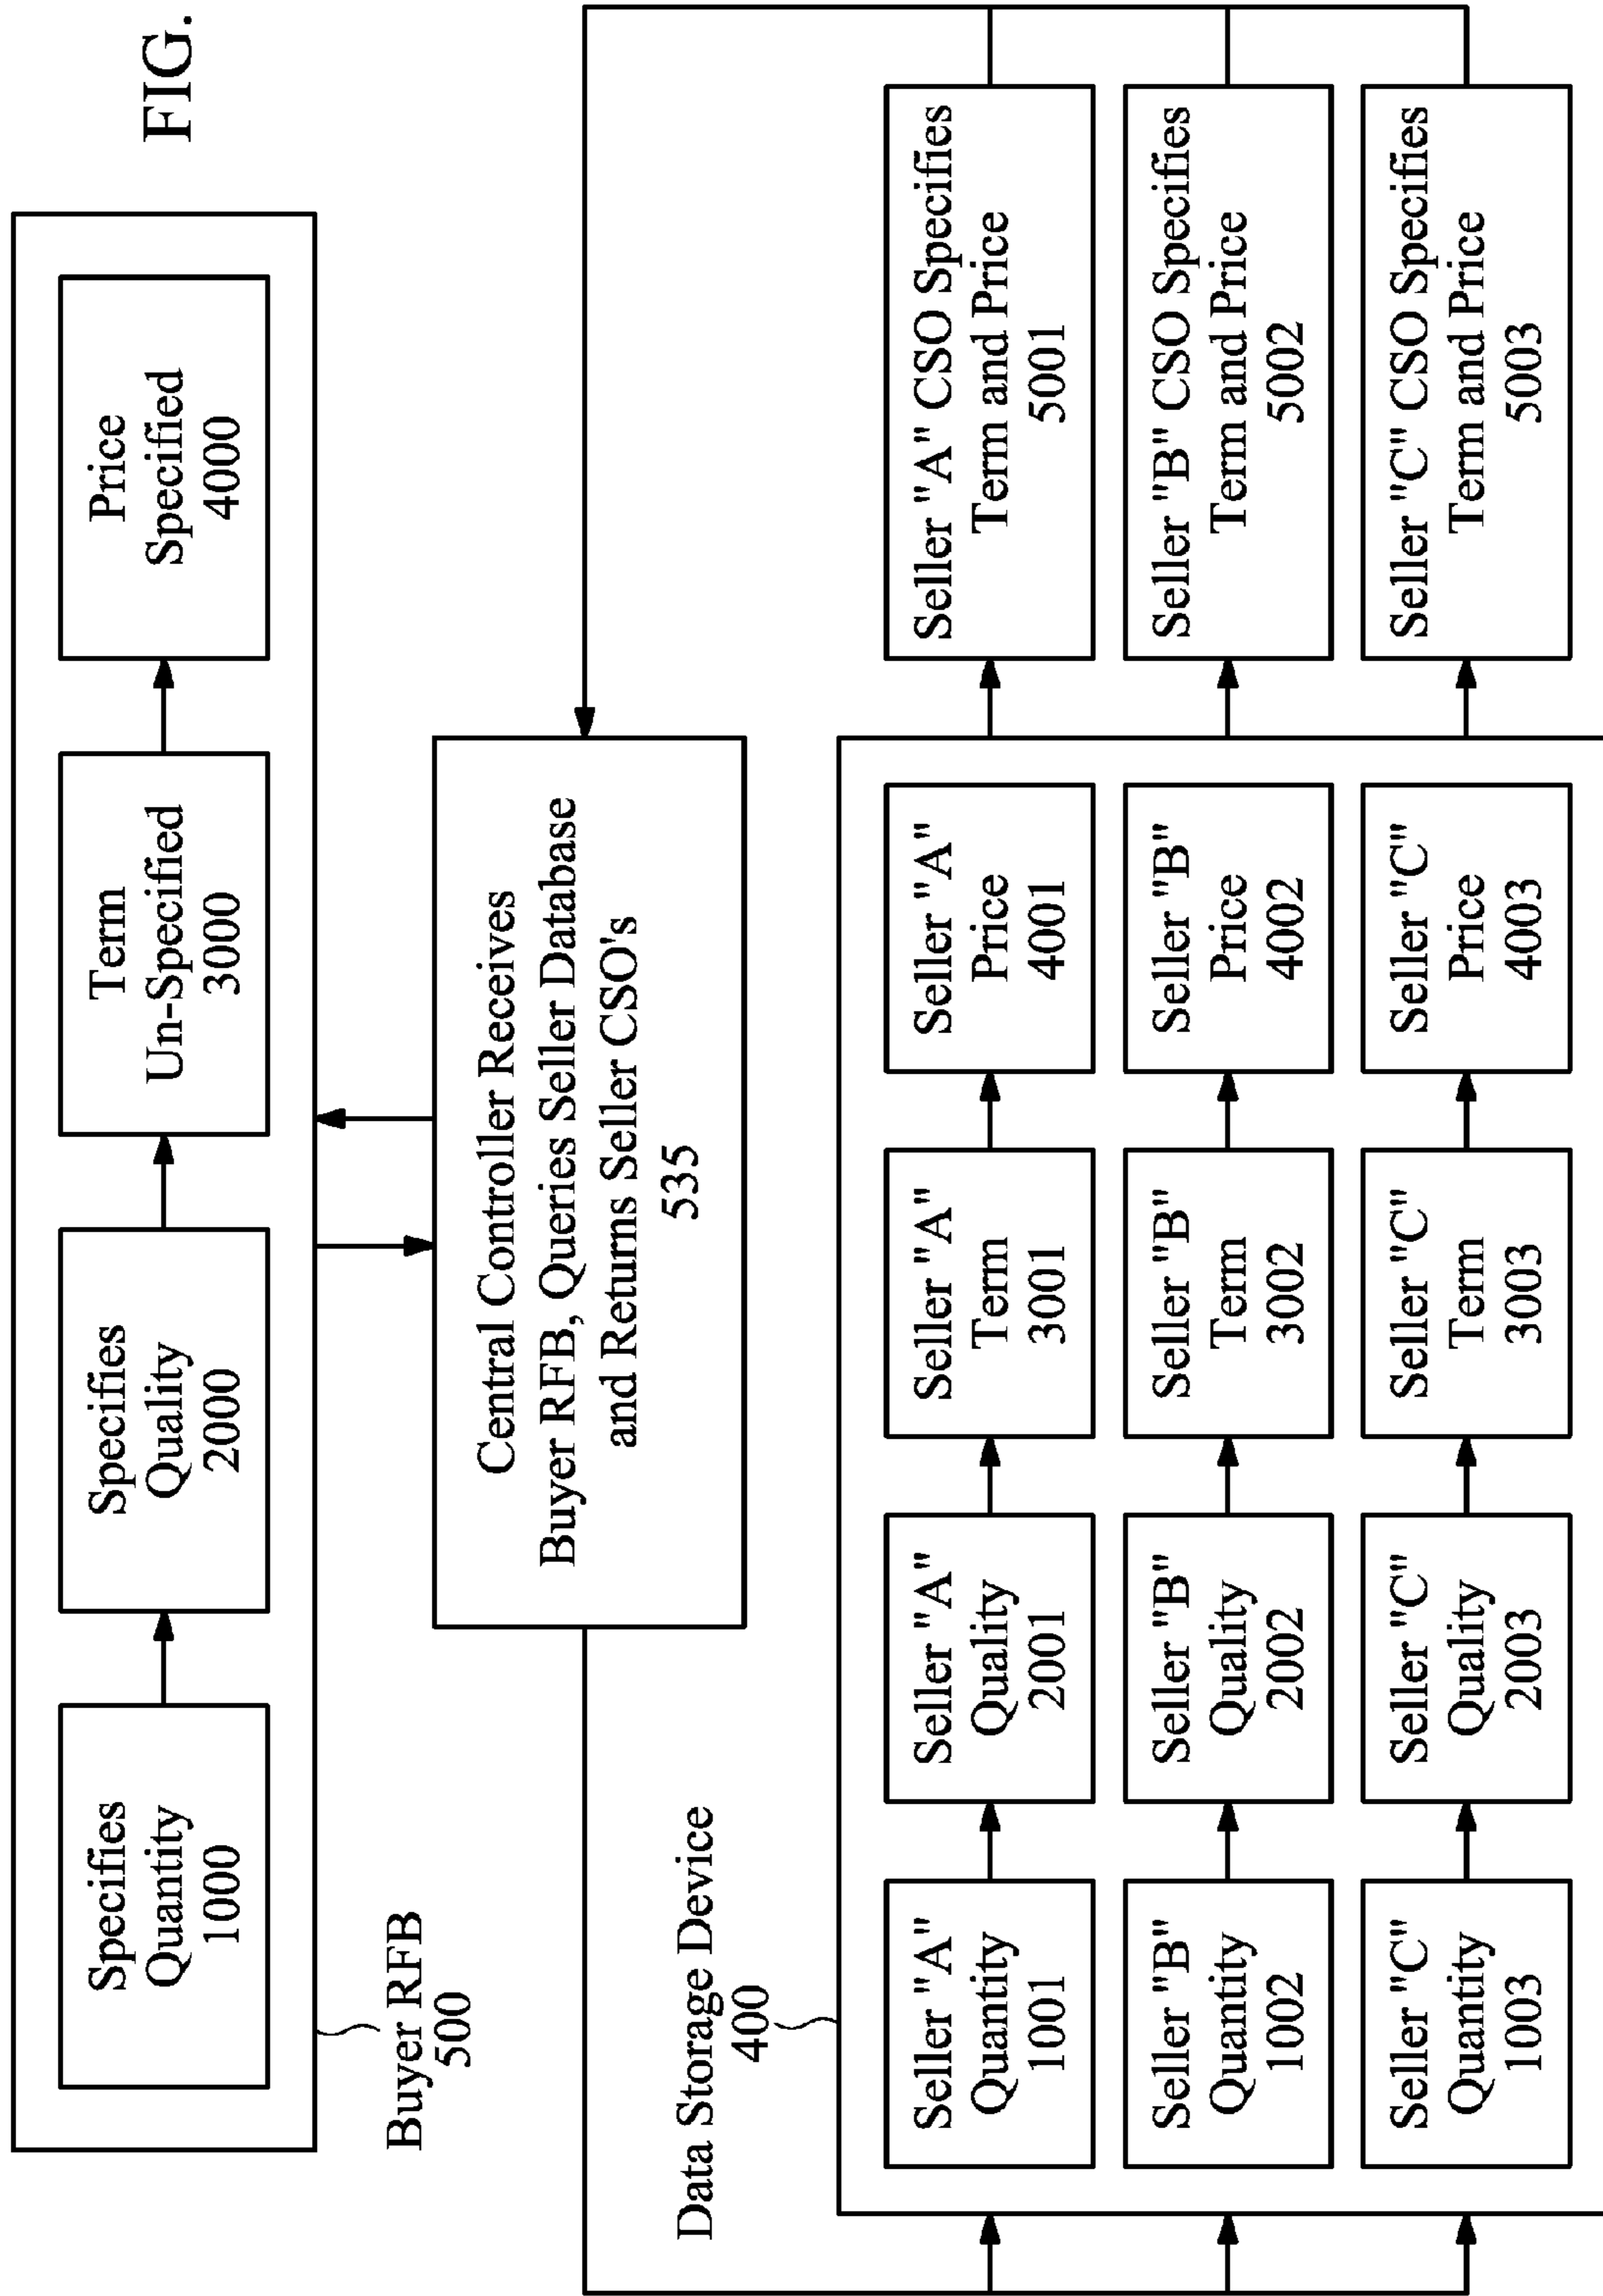 FIG.
Specifies
Quantity
1000
Specifies
Quality
2000
Term
Un-Specified
3000
Price
Specified
4000
Buyer RFB
500
Central Controller Receives
Buyer RFB, Queries Seller Database
and Returns Seller CSO's
535
Data Storage Device
400
Seller "A"
Quantity
1001
Seller "A"
Quality
2001
Seller "A"
Term
3001
Seller "A"
Price
4001
Seller "A" CSO Specifies
Term and Price
5001
Seller "B"
Quantity
1002
Seller "B"
Quality
2002
Seller "B"
Term
3002
Seller "B"
Price
4002
Seller "B" CSO Specifies
Term and Price
5002
Seller "C"
Quantity
1003
Seller "C"
Quality
2003
Seller "C"
Term
3003
Seller "C"
Price
4003
Seller "C" CSO Specifies
Term and Price
5003